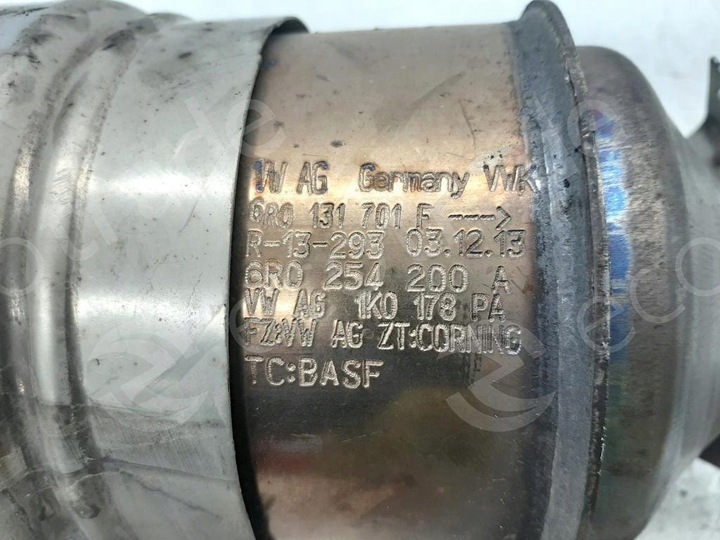 VW AG Germany VWK
6R0 131 701 F ---->
R-13-293 03.12.13
6R0 254 200 A
VW AG 1K0 178 PA
FZ:VW AG ZT:CORNING
TC:BASF